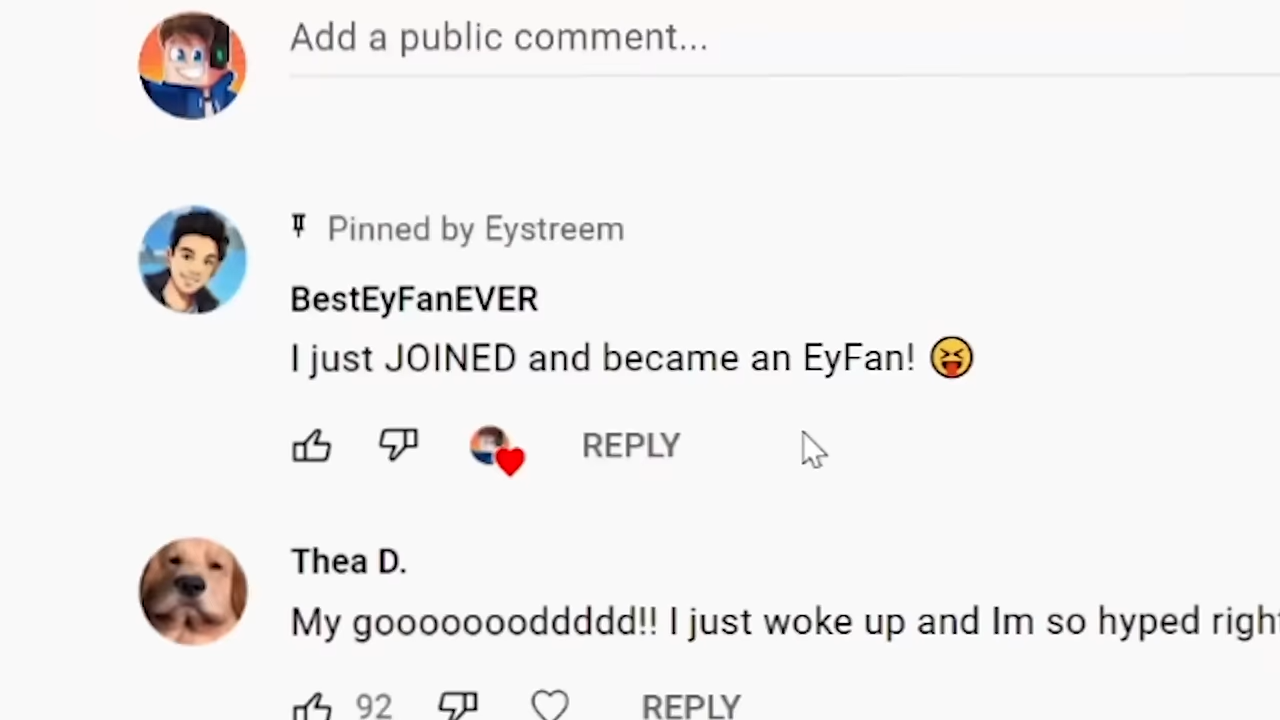 Add a public comment...
Pinned by Eystreem
BestEyFanEVER
I just JOINED and became an EyFan! 😝
REPLY
Thea D.
My goooooooddddd!! I just woke up and Im so hyped right
92
REPLY